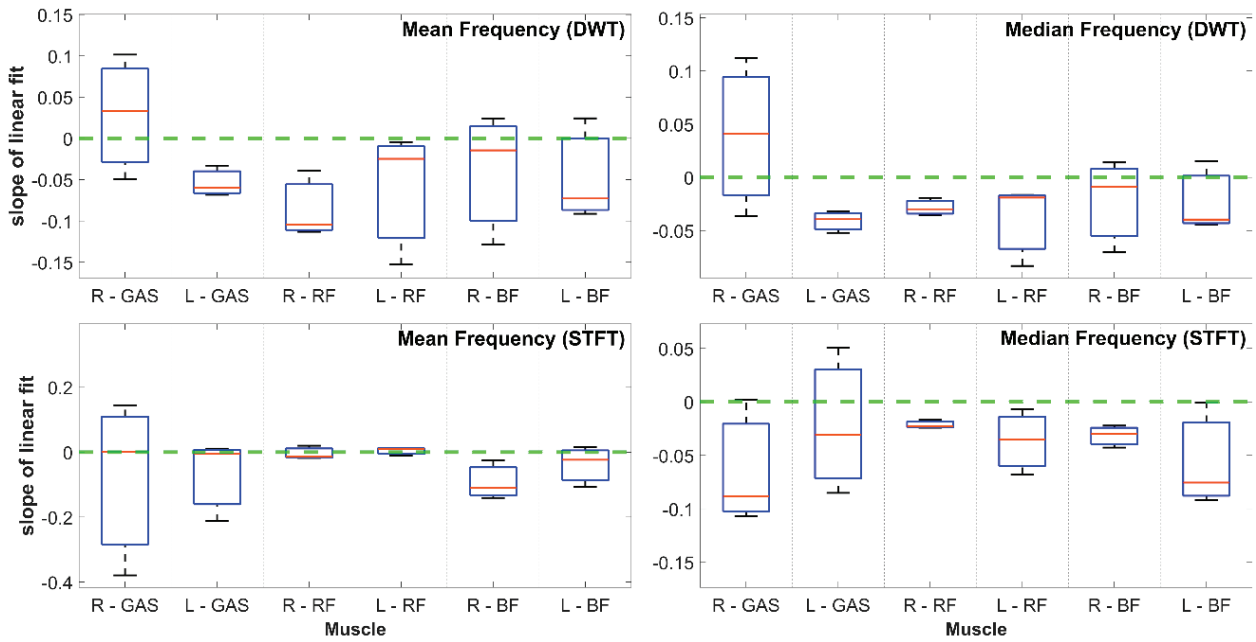 Mean Frequency (DWT)
slope of linear fit
0.15
0.1
0.05
0
-0.05
-0.1
-0.15
R - GAS L - GAS R - RF L - RF R - BF L - BF
Median Frequency (DWT)
0.1
0.05
0
-0.05
R - GAS L - GAS R - RF L - RF R - BF L - BF
Mean Frequency (STFT)
slope of linear fit
0.2
0
-0.2
-0.4
R - GAS L - GAS R - RF L - RF R - BF L - BF
Muscle
Median Frequency (STFT)
0.05
0
-0.05
-0.1
-0.15
R - GAS L - GAS R - RF L - RF R - BF L - BF
Muscle